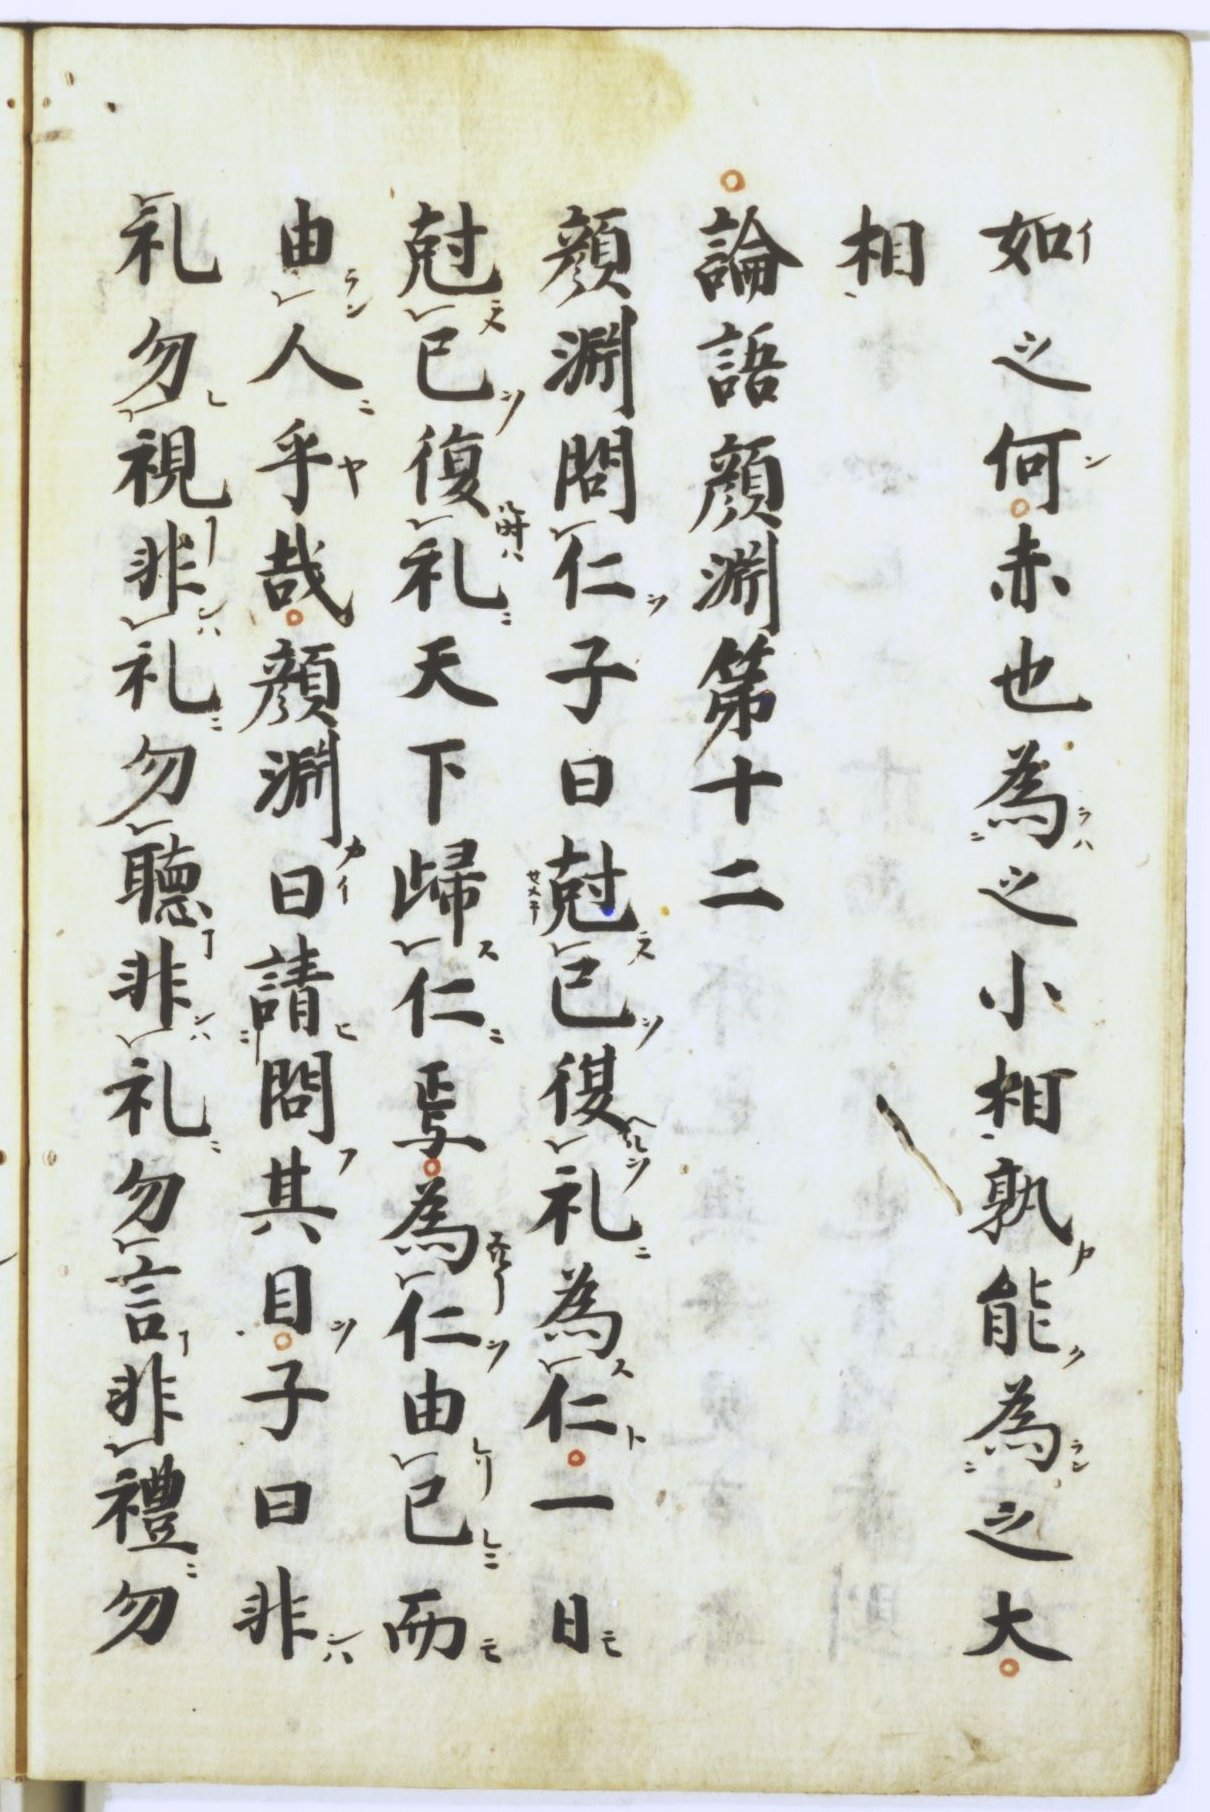 如之何赤也為之小相孰能為之大
相
論語顔淵第十二
顔淵問仁子曰尅己復礼為仁一日
尅己復礼天下歸仁焉為仁由己而
由人乎哉顔淵曰請問其目子曰非
礼勿視非礼勿聽非礼勿言非禮勿